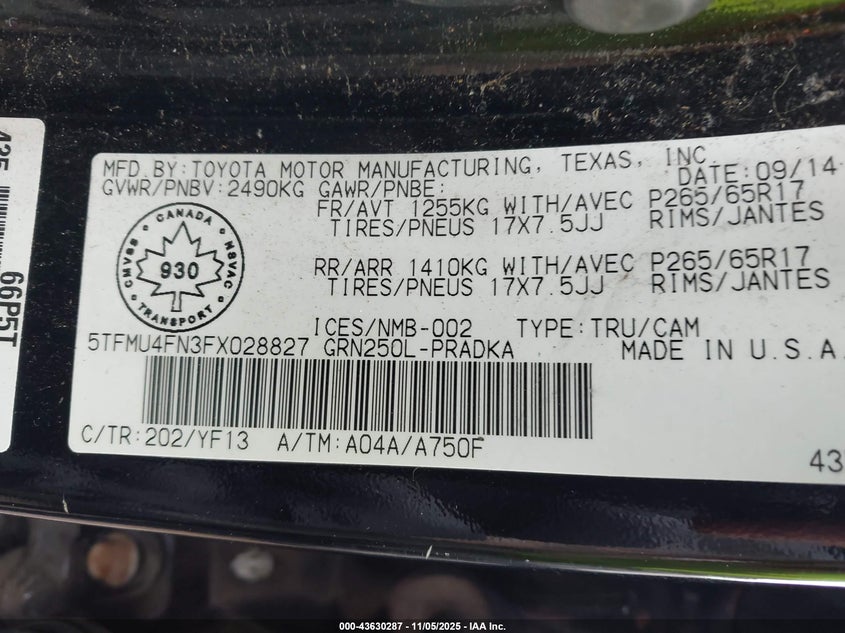 MFD.BY:TOYOTA MOTOR MANUFACTURING, TEXAS, INC
DATE:09/14
GVWR/PNBV:2490KG GAWR/PNBE:
FR/AVT 1255KG WITH/AVEC P265/65R17
TIRES/PNEUS 17X7.5JJ RIMS/JANTES
RR/ARR 1410KG WITH/AVEC P265/65R17
TIRES/PNEUS 17X7.5JJ RIMS/JANTES
CANADA
CMVSS 930 NSVAC
TRANSPORT
ICES/NMB-002 TYPE:TRU/CAM
5TFMU4FN3FX028827 GRN250L-PRADKA MADE IN U.S.A.
C/TR:202/YF13 A/TM:A04A/A750F
43
66P5T
000-43630287 - 11/05/2025 - IAA Inc.